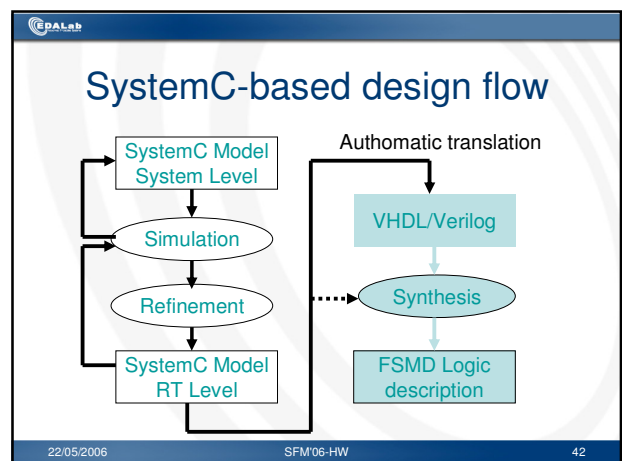 EDALab
SystemC-based design flow
SystemC Model
System Level
Simulation
Refinement
SystemC Model
RT Level
Authomatic translation
VHDL/Verilog
Synthesis
FSMD Logic
description
22/05/2006
SFM'06-HW
42